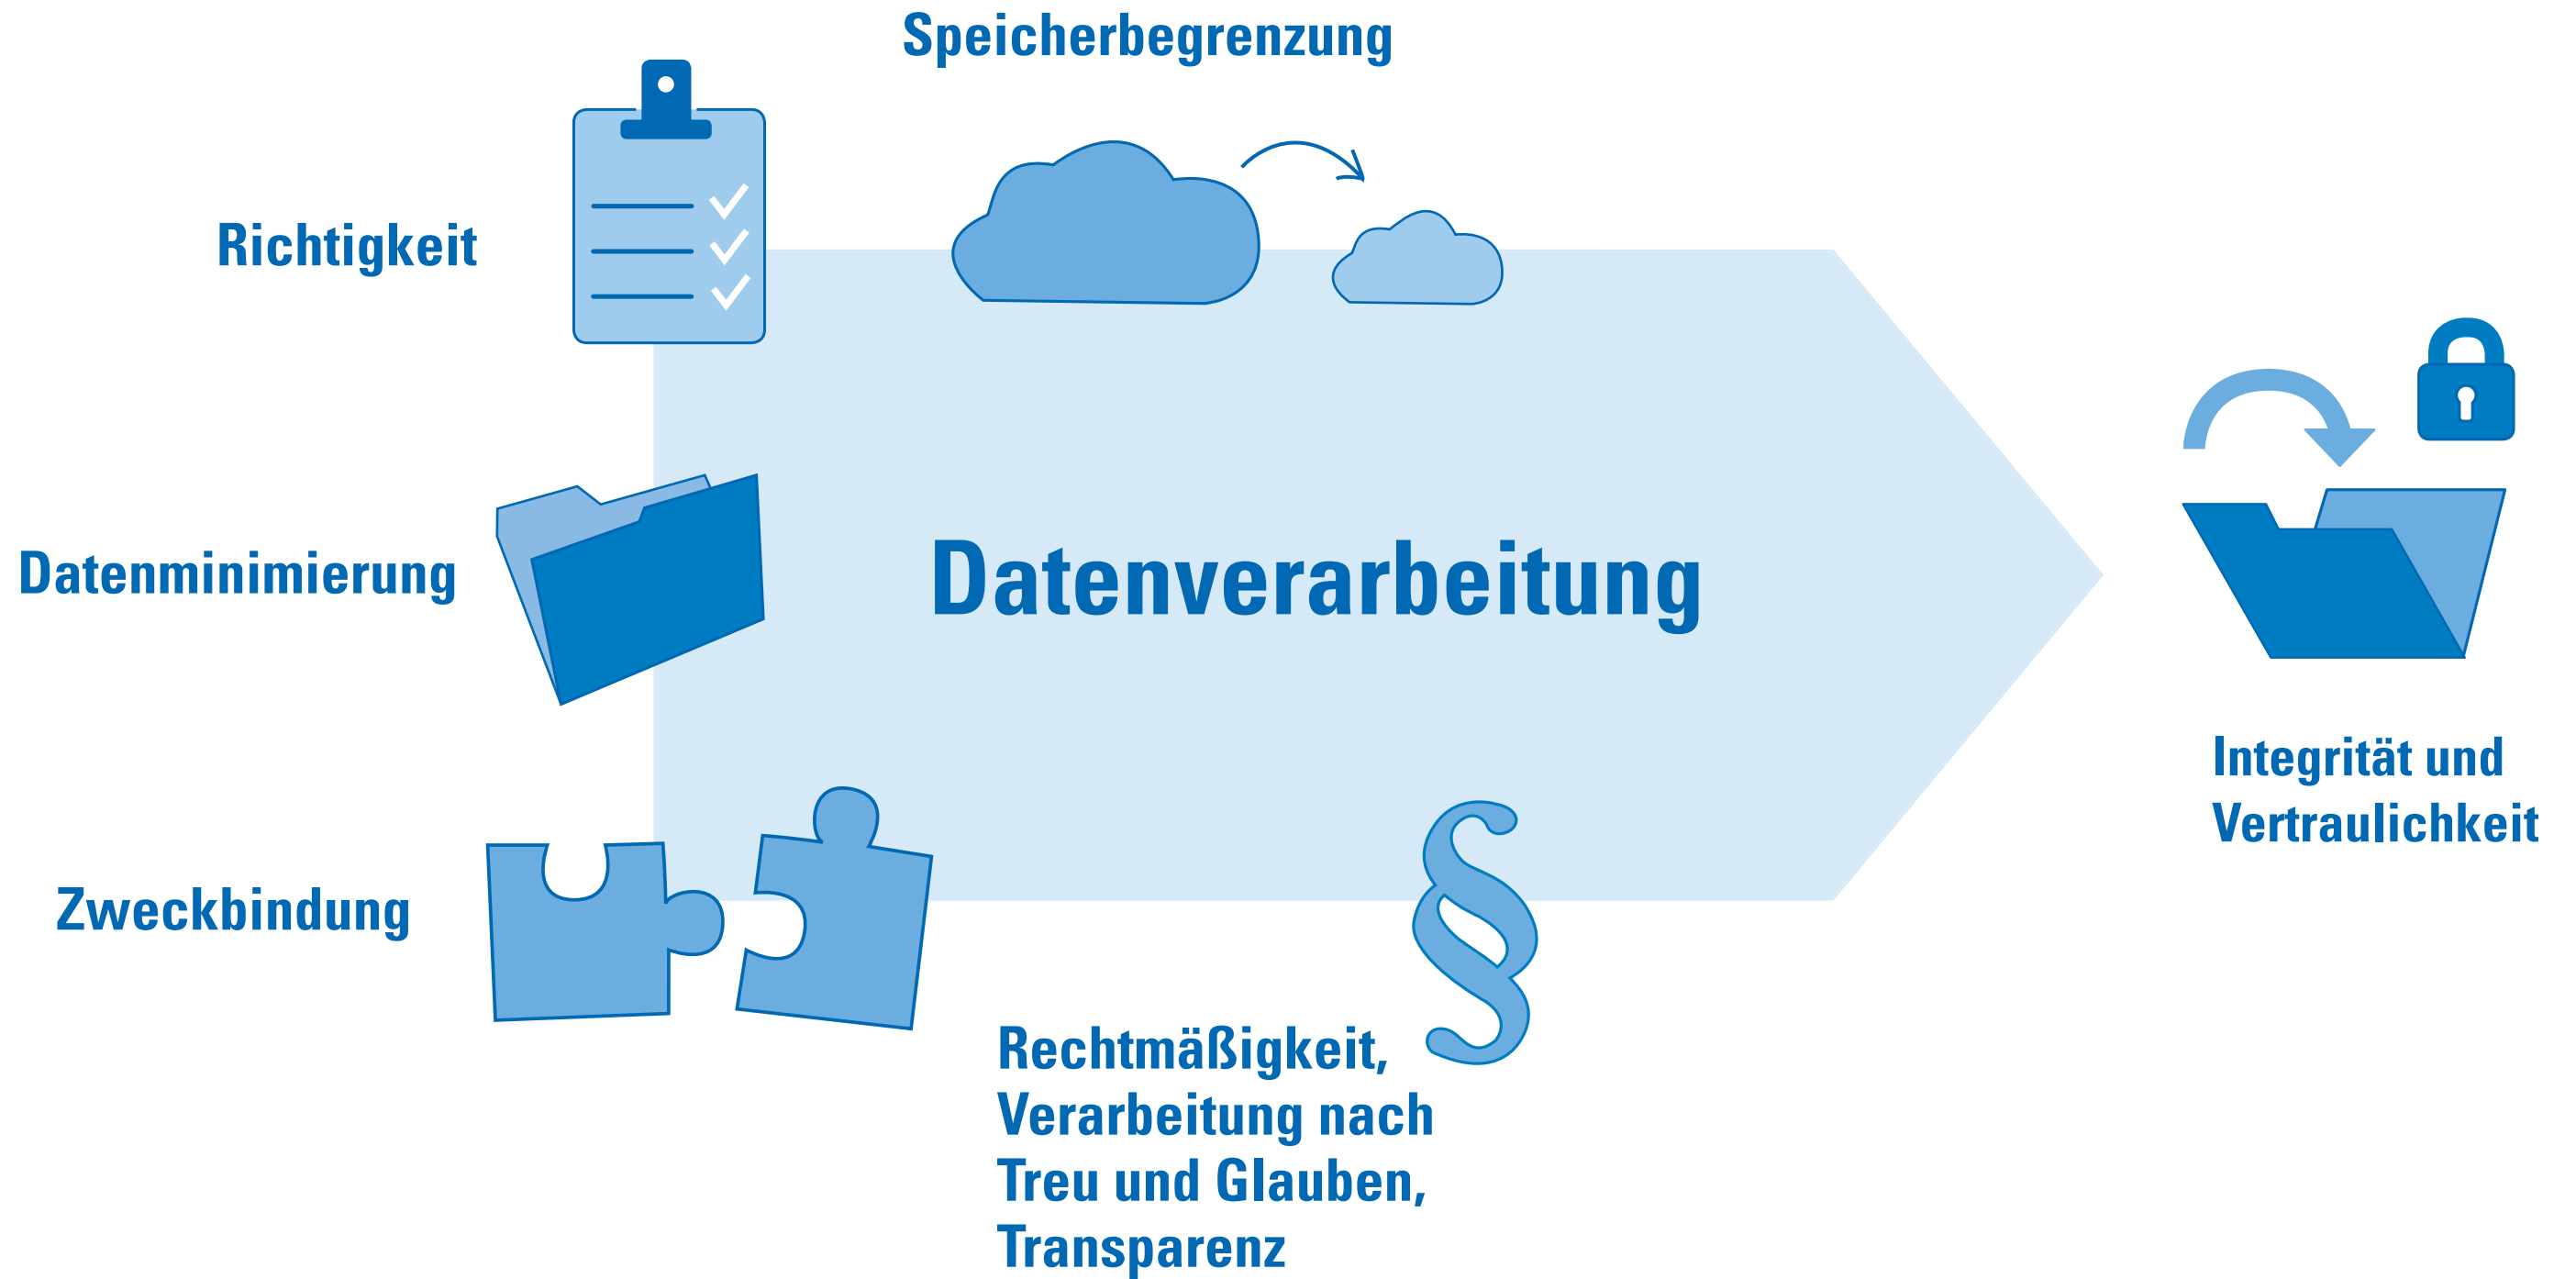 Speicherbegrenzung
Richtigkeit
Datenminimierung
Datenverarbeitung
Integrität und
Vertraulichkeit
Zweckbindung
§
Rechtmäßigkeit,
Verarbeitung nach
Treu und Glauben,
Transparenz